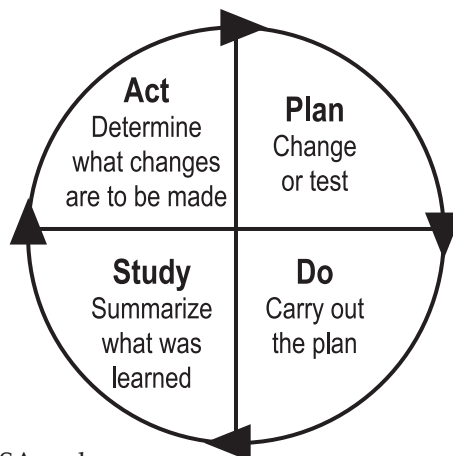 Act
Determine
what changes
are to be made
Plan
Change
or test
Study
Summarize
what was
learned
Do
Carry out
the plan